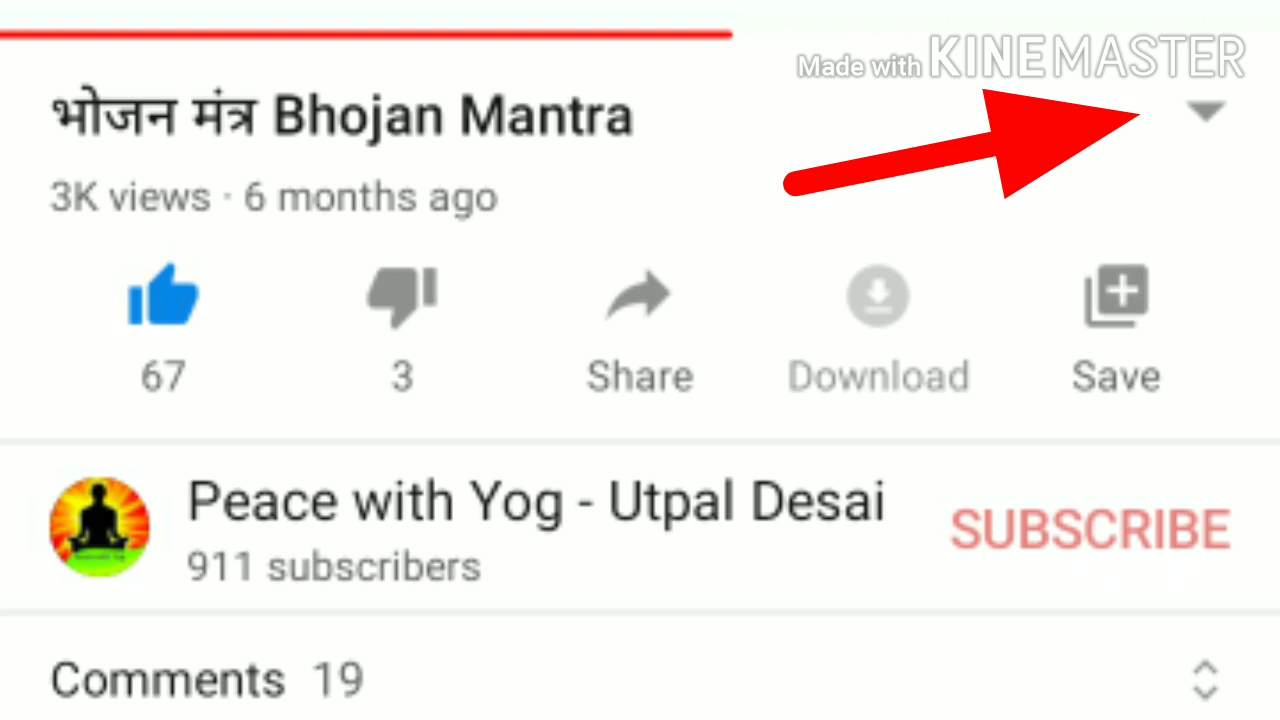 Made with KINEMASTER
भोजन मंत्र Bhojan Mantra
3K views · 6 months ago
67 3 Share Download Save
Peace with Yog - Utpal Desai
911 subscribers
SUBSCRIBE
Comments 19